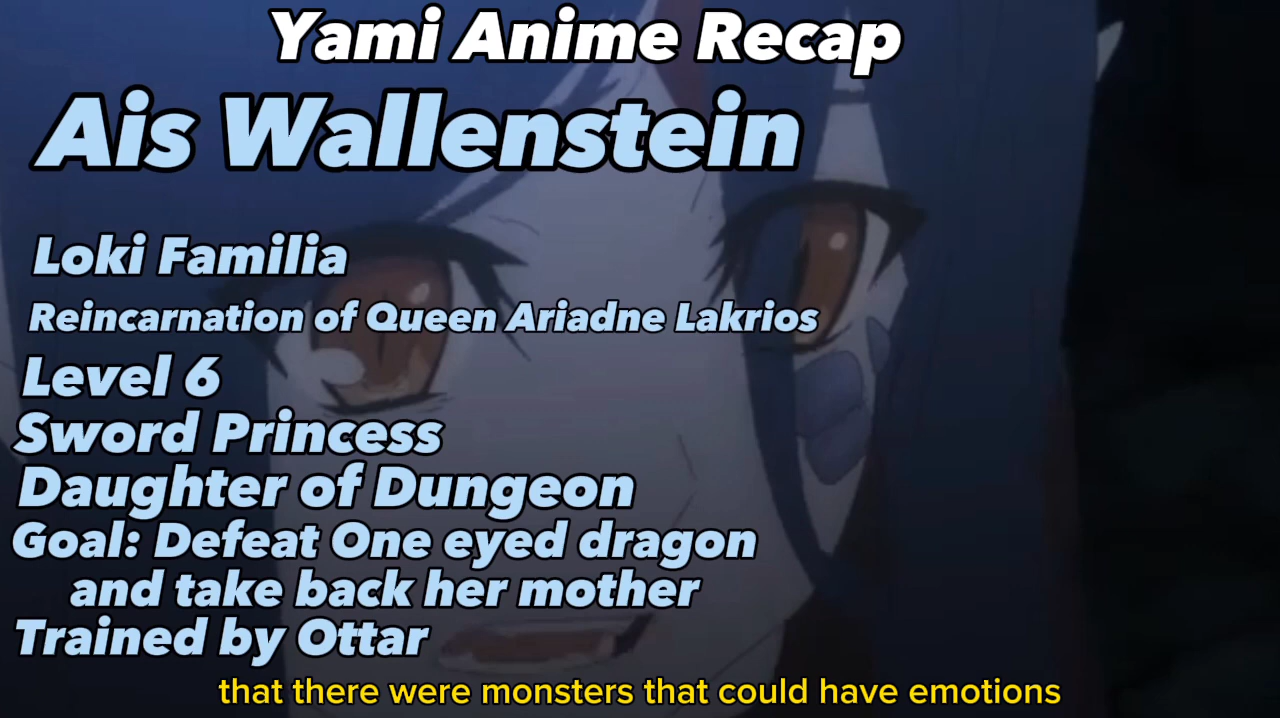 Yami Anime Recap
Ais Wallenstein
Loki Familia
Reincarnation of Queen Ariadne Lakrios
Level 6
Sword Princess
Daughter of Dungeon
Goal: Defeat One eyed dragon
and take back her mother
Trained by Ottar
that there were monsters that could have emotions